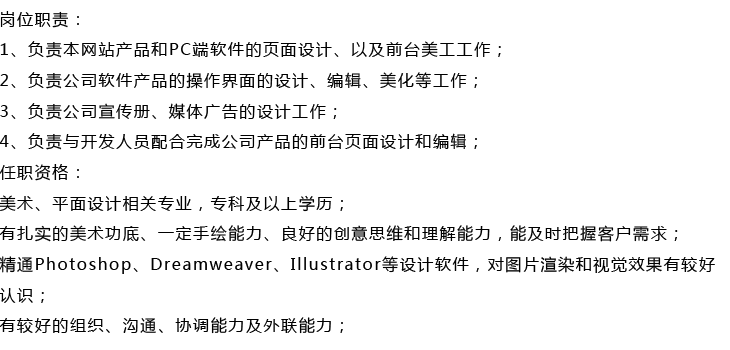 岗位职责：
1、负责本网站产品和PC端软件的页面设计、以及前台美工工作；
2、负责公司软件产品的操作界面的设计、编辑、美化等工作；
3、负责公司宣传册、媒体广告的设计工作；
4、负责与开发人员配合完成公司产品的前台页面设计和编辑；
任职资格：
美术、平面设计相关专业，专科及以上学历；
有扎实的美术功底、一定手绘能力、良好的创意思维和理解能力，能及时把握客户需求；
精通Photoshop、Dreamweaver、Illustrator等设计软件，对图片渲染和视觉效果有较好
认识；
有较好的组织、沟通、协调能力及外联能力；